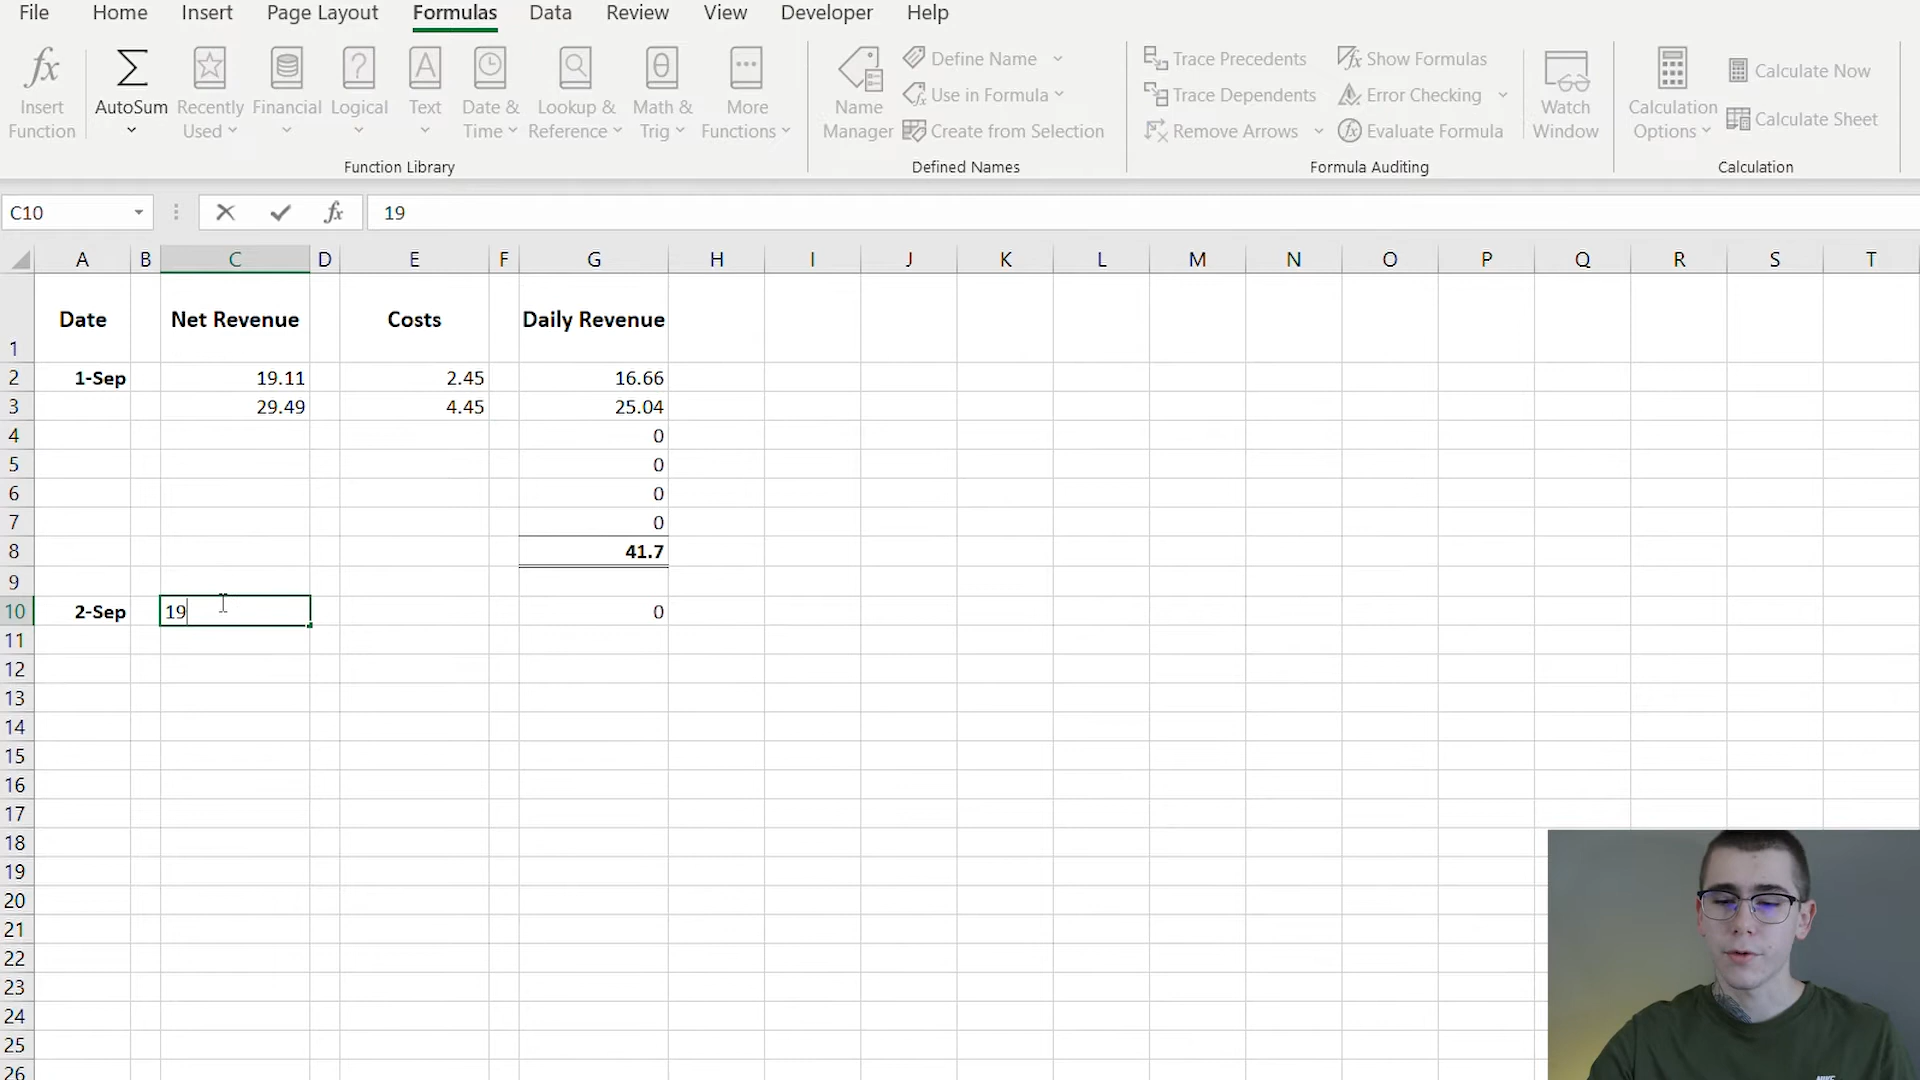 File Home Insert Page Layout Formulas Data Review View Developer Help
Insert Function
AutoSum
Recently Used
Financial
Logical
Text
Date & Time
Lookup & Reference
Math & Trig
More Functions
Function Library
Name Manager
Define Name
Use in Formula
Create from Selection
Defined Names
Trace Precedents
Trace Dependents
Remove Arrows
Show Formulas
Error Checking
Evaluate Formula
Formula Auditing
Watch Window
Calculation Options
Calculate Now
Calculate Sheet
Calculation
C10 fx 19
A B C D E F G H I J K L M N O P Q R S T
1 Date Net Revenue Costs Daily Revenue
2 1-Sep 19.11 2.45 16.66
3 29.49 4.45 25.04
4 0
5 0
6 0
7 0
8 41.7
9
10 2-Sep 19 0
11
12
13
14
15
16
17
18
19
20
21
22
23
24
25
26